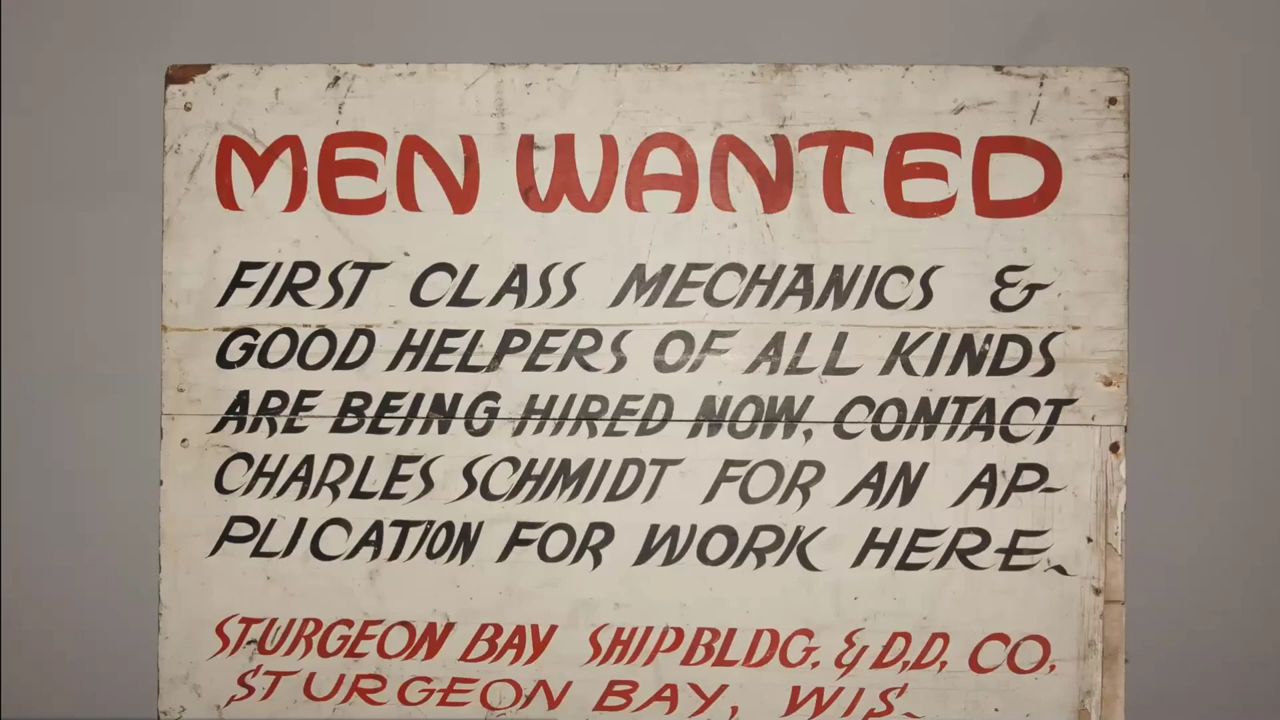 MEN WANTED
FIRST CLASS MECHANICS &
GOOD HELPERS OF ALL KINDS
ARE BEING HIRED NOW, CONTACT
CHARLES SCHMIDT FOR AN AP-
PLICATION FOR WORK HERE.
STURGEON BAY SHIPBLDG. & D.D. CO.
STURGEON BAY, WIS.